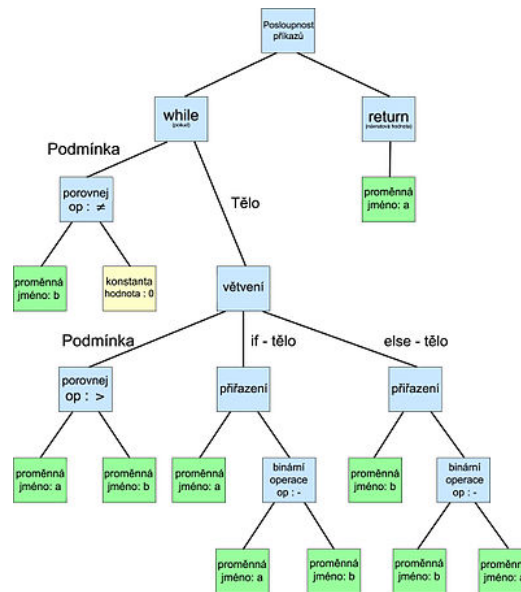 Posloupnost
příkazů
while
(pokud)
return
(návratová hodnota)
Podmínka
Tělo
porovnej
op : ≠
proměnná
jméno: a
proměnná
jméno: b
konstanta
hodnota : 0
větvení
Podmínka
if - tělo
else - tělo
porovnej
op : >
přiřazení
přiřazení
proměnná
jméno: a
proměnná
jméno: b
proměnná
jméno: a
binární
operace
op : -
proměnná
jméno: b
binární
operace
op : -
proměnná
jméno: a
proměnná
jméno: b
proměnná
jméno: b
proměnná
jméno: a